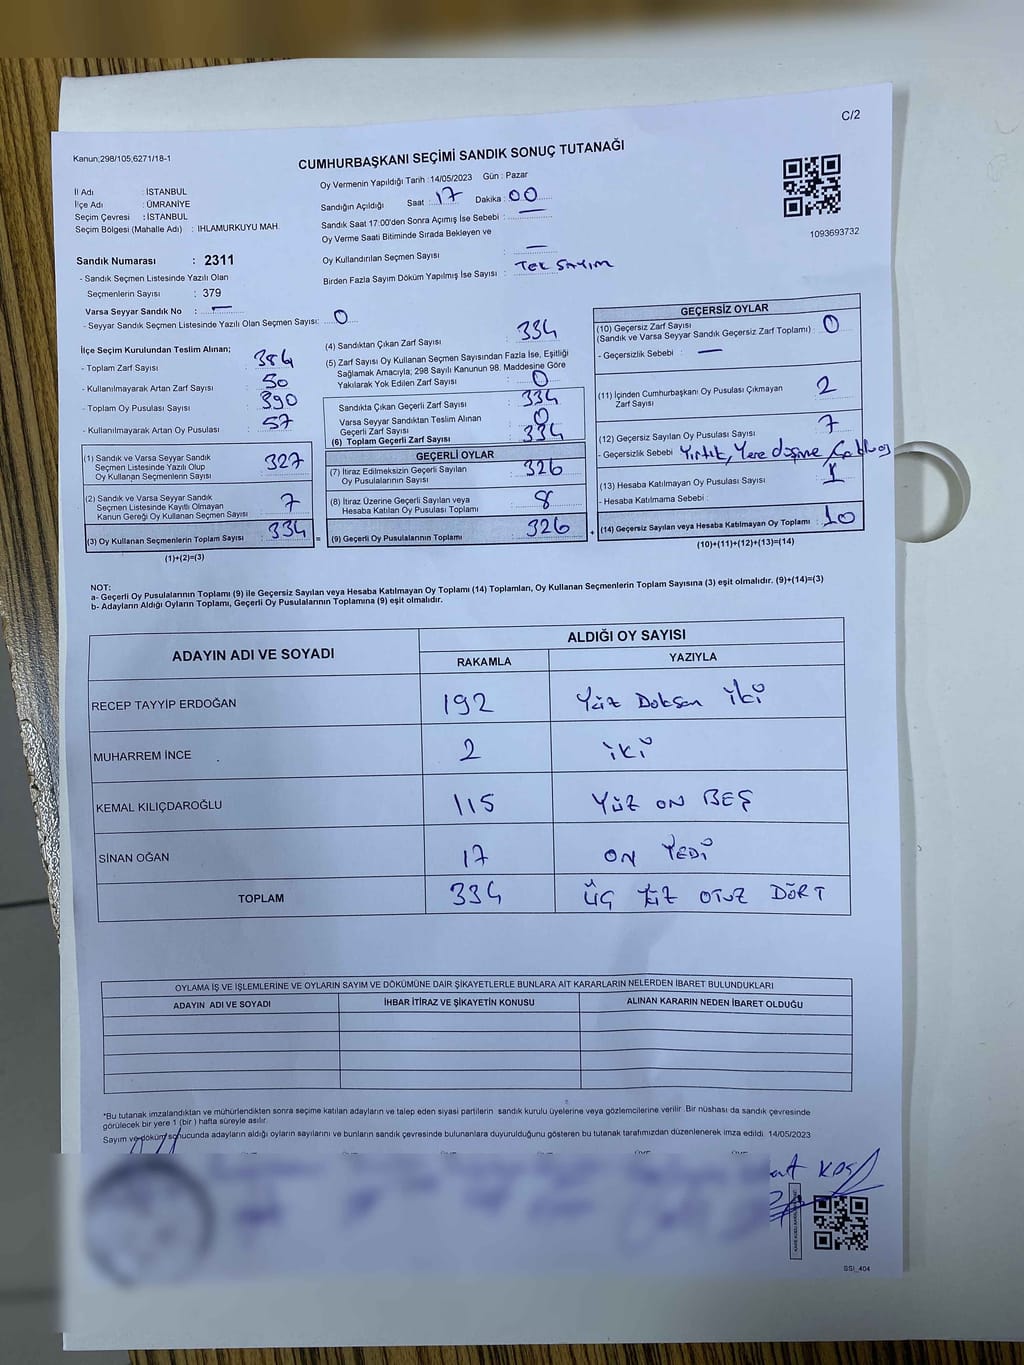 C/2
Kanun;298/105;6271/18-1
CUMHURBAŞKANI SEÇİMİ SANDIK SONUÇ TUTANAĞI
Oy Vermenin Yapıldığı Tarih : 14/05/2023 Gün : Pazar
İl Adı : İSTANBUL
İlçe Adı : ÜMRANİYE
Seçim Çevresi : İSTANBUL
Seçim Bölgesi (Mahalle Adı) : IHLAMURKUYU MAH.
Sandığın Açıldığı Saat : 17 Dakika : 00
Sandık Saat 17:00'den Sonra Açımış İse Sebebi : —
Oy Verme Saati Bitiminde Sırada Bekleyen ve
Oy Kullandırılan Seçmen Sayısı : —
Birden Fazla Sayım Döküm Yapılmış İse Sayısı : TEK SAYIM
1093693732
Sandık Numarası : 2311
- Sandık Seçmen Listesinde Yazılı Olan
Seçmenlerin Sayısı : 379
Varsa Seyyar Sandık No : —
- Seyyar Sandık Seçmen Listesinde Yazılı Olan Seçmen Sayısı: 0
İlçe Seçim Kurulundan Teslim Alınan;
- Toplam Zarf Sayısı : 384
- Kullanılmayarak Artan Zarf Sayısı : 50
- Toplam Oy Pusulası Sayısı : 390
- Kullanılmayarak Artan Oy Pusulası : 57
(1) Sandık ve Varsa Seyyar Sandık
Seçmen Listesinde Yazılı Olup
Oy Kullanan Seçmenlerin Sayısı : 327
(2) Sandık ve Varsa Seyyar Sandık
Seçmen Listesinde Kayıtlı Olmayan
Kanun Gereği Oy Kullanan Seçmen Sayısı : 7
(3) Oy Kullanan Seçmenlerin Toplam Sayısı : 334 =
(1)+(2)=(3)
(4) Sandıktan Çıkan Zarf Sayısı : 334
(5) Zarf Sayısı Oy Kullanan Seçmen Sayısından Fazla İse, Eşitliği
Sağlamak Amacıyla; 298 Sayılı Kanunun 98. Maddesine Göre
Yakılarak Yok Edilen Zarf Sayısı : 0
Sandıkta Çıkan Geçerli Zarf Sayısı : 334
Varsa Seyyar Sandıktan Teslim Alınan
Geçerli Zarf Sayısı : 0
(6) Toplam Geçerli Zarf Sayısı : 334
GEÇERLİ OYLAR
(7) İtiraz Edilmeksizin Geçerli Sayılan
Oy Pusulasının Sayısı : 326
(8) İtiraz Üzerine Geçerli Sayılan veya
Hesaba Katılan Oy Pusulası Toplamı : 8
(9) Geçerli Oy Pusulalarının Toplamı : 326 +
GEÇERSİZ OYLAR
(10) Geçersiz Zarf Sayısı
(Sandık ve Varsa Seyyar Sandık Geçersiz Zarf Toplamı) : 0
- Geçersizlik Sebebi : —
(11) İçinden Cumhurbaşkanı Oy Pusulası Çıkmayan
Zarf Sayısı : 2
(12) Geçersiz Sayılan Oy Pusulası Sayısı : 7
- Geçersizlik Sebebi : Yırtık, Yere düşme
(13) Hesaba Katılmayan Oy Pusulası Sayısı : 1
- Hesaba Katılmama Sebebi :
(14) Geçersiz Sayılan veya Hesaba Katılmayan Oy Toplamı : 10
(10)+(11)+(12)+(13)=(14)
NOT:
a- Geçerli Oy Pusulalarının Toplamı (9) ile Geçersiz Sayılan veya Hesaba Katılmayan Oy Toplamı (14) Toplamları, Oy Kullanan Seçmenlerin Toplam Sayısına (3) eşit olmalıdır. (9)+(14)=(3)
b- Adayların Aldığı Oyların Toplamı, Geçerli Oy Pusulalarının Toplamına (9) eşit olmalıdır.
ADAYIN ADI VE SOYADI ALDIĞI OY SAYISI
RAKAMLA YAZIYLA
RECEP TAYYİP ERDOĞAN 192 Yüz Doksan iki
MUHARREM İNCE 2 iKi
KEMAL KILIÇDAROĞLU 115 YÜZ ON BEŞ
SİNAN OĞAN 17 ON YEDİ
TOPLAM 334 ÜÇ YÜZ OTUZ DÖRT
OYLAMA İŞ VE İŞLEMLERİNE VE OYLARIN SAYIM VE DÖKÜMÜNE DAİR ŞİKAYETLERLE BUNLARA AİT KARARLARIN NELERDEN İBARET BULUNDUKLARI
ADAYIN ADI VE SOYADI İHBAR İTİRAZ VE ŞİKAYETİN KONUSU ALINAN KARARIN NEDEN İBARET OLDUĞU
*Bu tutanak imzalandıktan ve mühürlendikten sonra seçime katılan adayların ve talep eden siyasi partilerin sandık kurulu üyelerine veya gözlemcilerine verilir. Bir nüshası da sandık çevresinde
görülecek bir yere 1 (bir ) hafta süreyle asılır.
Sayım ve döküm sonucunda adayların aldığı oyların sayılarını ve bunların sandık çevresinde bulunanlara duyurulduğunu gösteren bu tutanak tarafımızdan düzenlenerek imza edildi. 14/05/2023
SSI_404